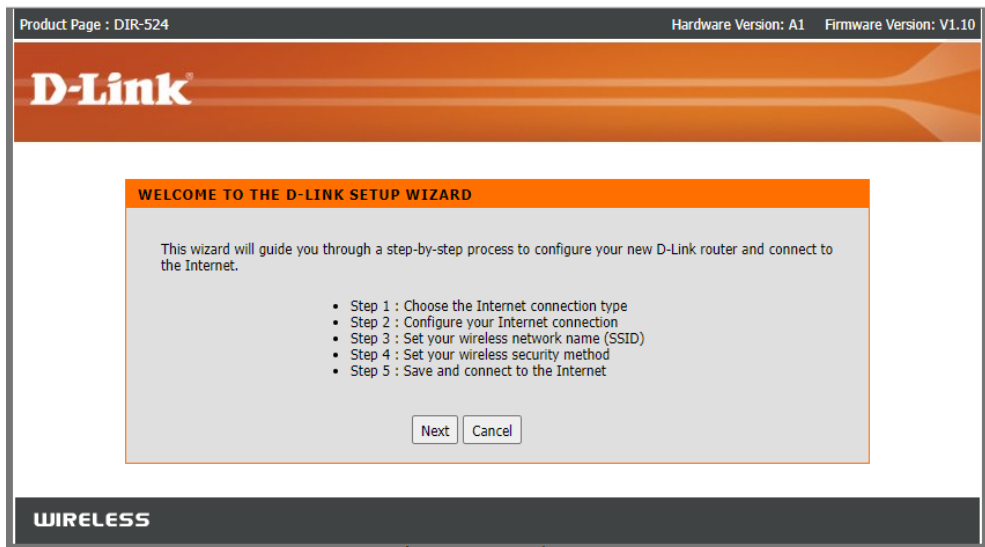 Product Page : DIR-524 Hardware Version: A1 Firmware Version: V1.10
D-Link®
WELCOME TO THE D-LINK SETUP WIZARD
This wizard will guide you through a step-by-step process to configure your new D-Link router and connect to
the Internet.
• Step 1 : Choose the Internet connection type
• Step 2 : Configure your Internet connection
• Step 3 : Set your wireless network name (SSID)
• Step 4 : Set your wireless security method
• Step 5 : Save and connect to the Internet
Next Cancel
WIRELESS